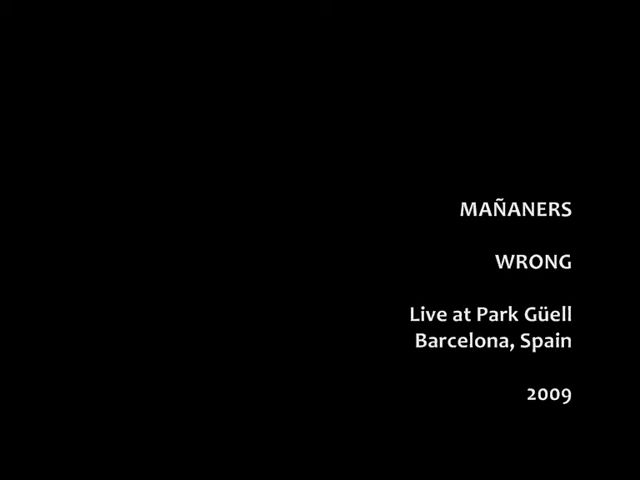 MAÑANERS
WRONG
Live at Park Güell
Barcelona, Spain
2009